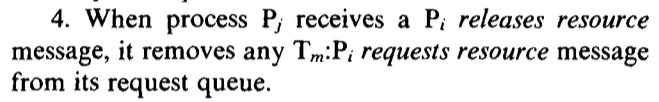 4. When process Pj receives a Pi releases resource
message, it removes any Tm:Pi requests resource message
from its request queue.